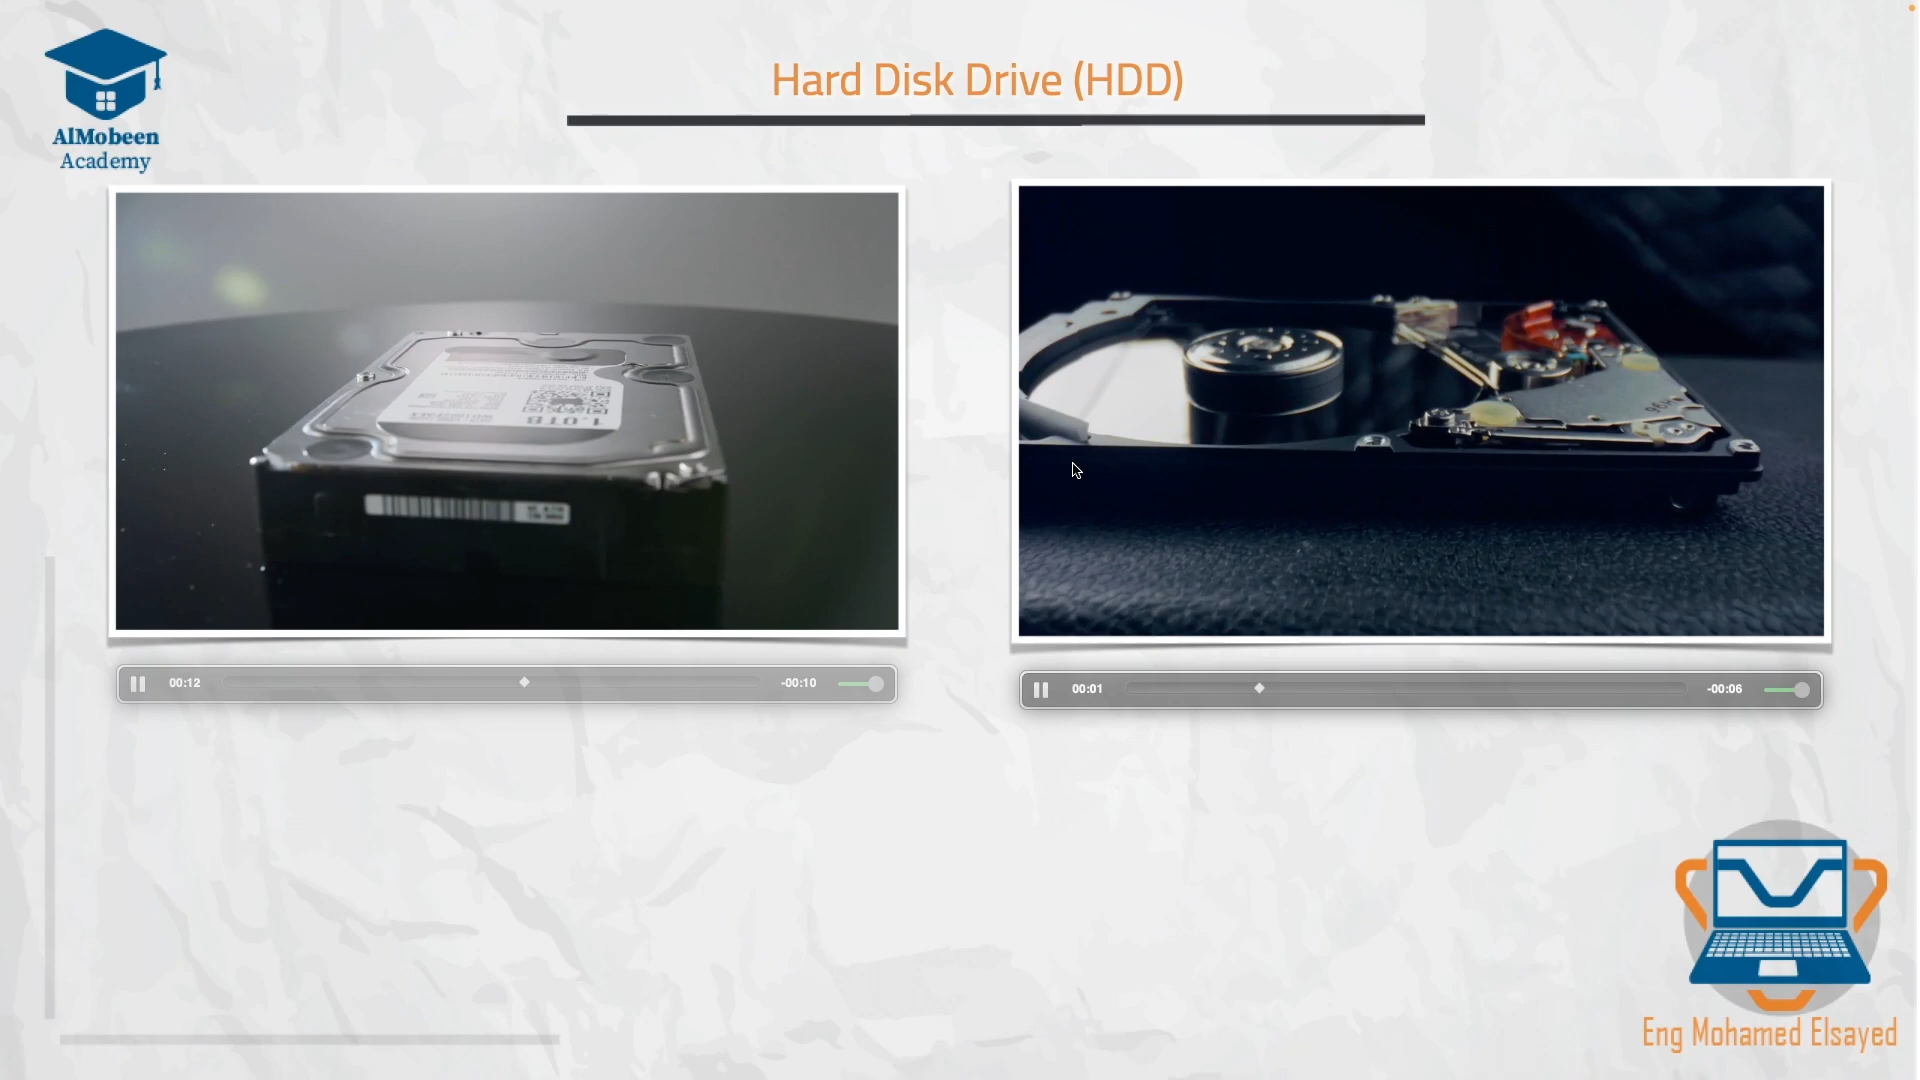 Hard Disk Drive (HDD)
AlMobeen
Academy
1.0TB
00:12
-00:10
00:01
-00:06
Eng Mohamed Elsayed